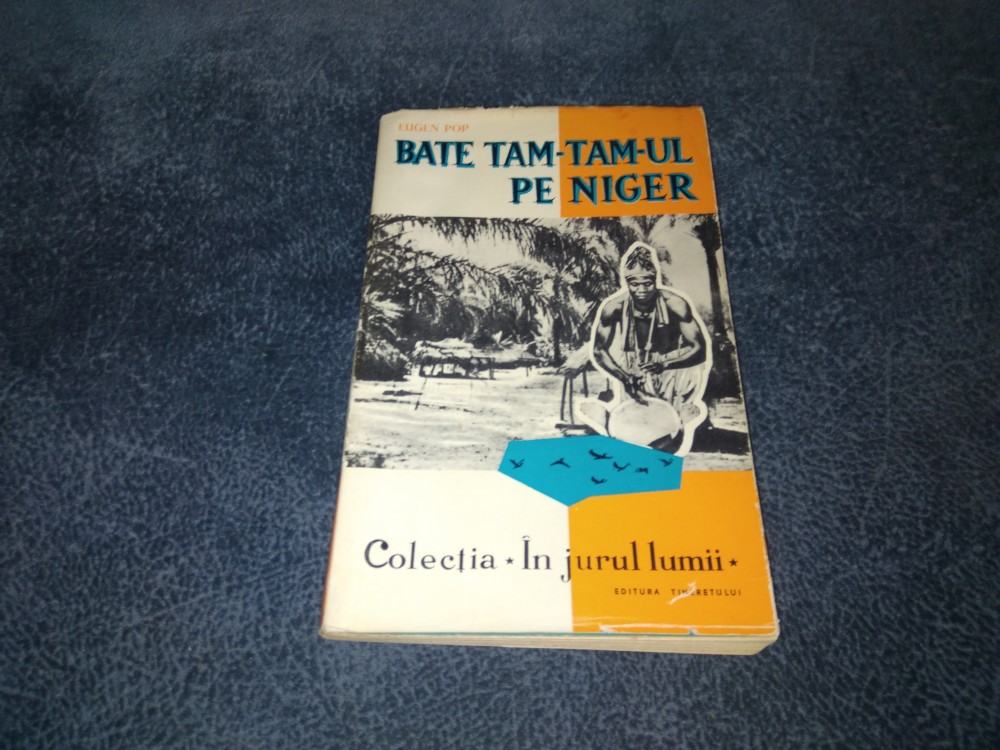 EUGEN POP
BATE TAM-TAM-UL
PE NIGER
Colecția ★ În jurul lumii ★
EDITURA TINERETULUI